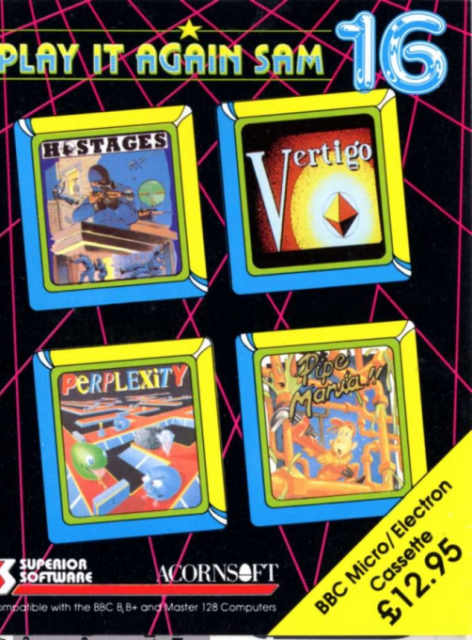 PLAY IT AGAIN SAM 16
HOSTAGES
Vertigo
PERPLEXITY
Pipe
Mania!!
BBC Micro/Electron
Cassette
£12.95
SUPERIOR
SOFTWARE
ACORNSOFT
ompatible with the BBC B, B+ and Master 128 Computers